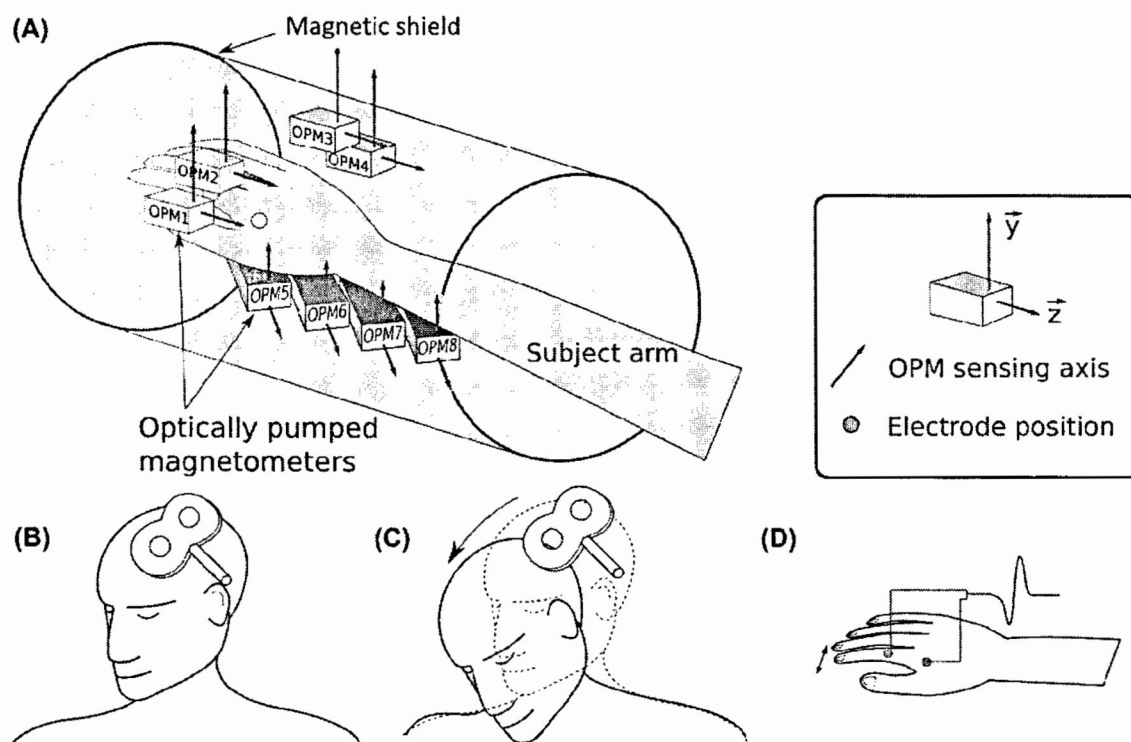 (A)
Magnetic shield
OPM3
OPM4
OPM2
OPM1
OPM5
OPM6
OPM7
OPM8
Subject arm
Optically pumped
magnetometers
y
z
OPM sensing axis
Electrode position
(B)
(C)
(D)